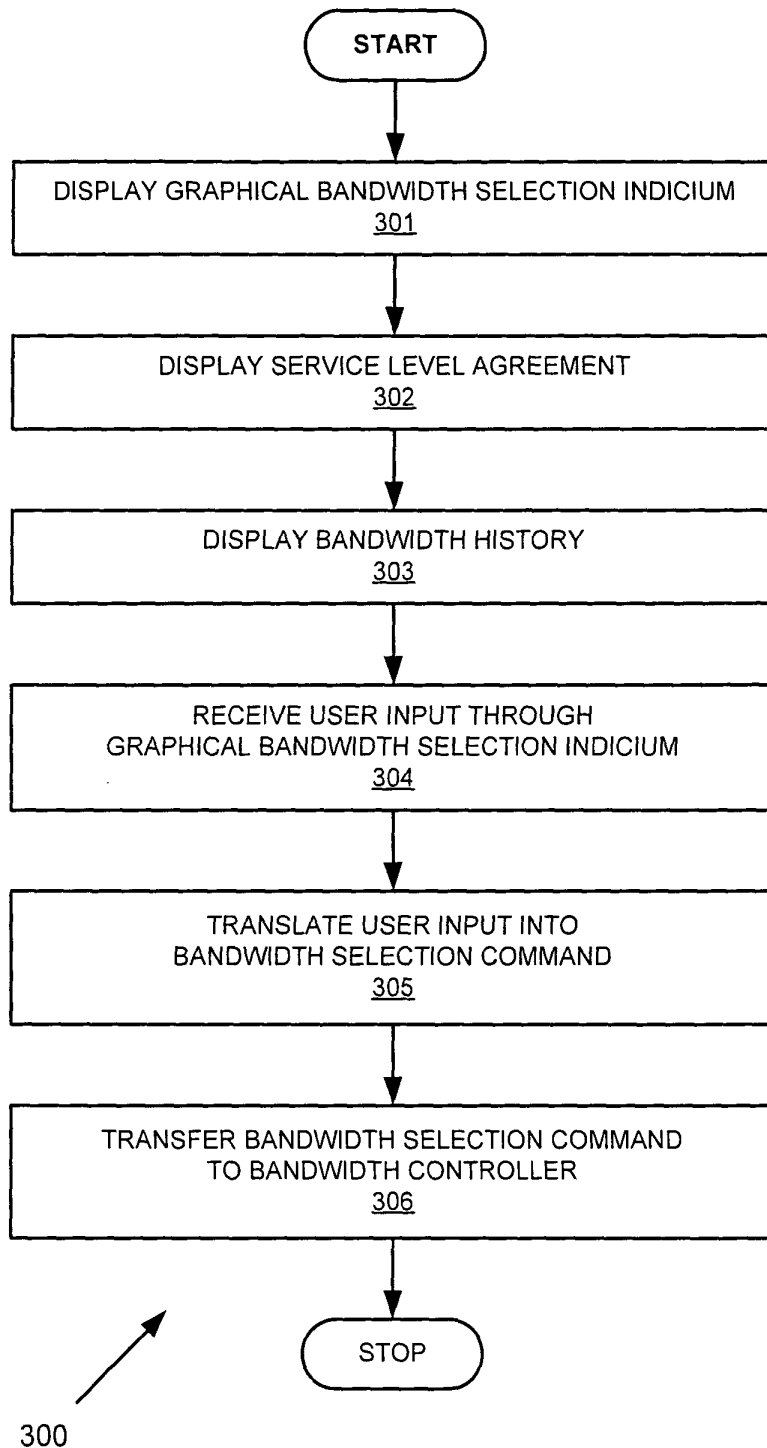 START
DISPLAY GRAPHICAL BANDWIDTH SELECTION INDICIUM
301
DISPLAY SERVICE LEVEL AGREEMENT
302
DISPLAY BANDWIDTH HISTORY
303
RECEIVE USER INPUT THROUGH
GRAPHICAL BANDWIDTH SELECTION INDICIUM
304
TRANSLATE USER INPUT INTO
BANDWIDTH SELECTION COMMAND
305
TRANSFER BANDWIDTH SELECTION COMMAND
TO BANDWIDTH CONTROLLER
306
STOP
300